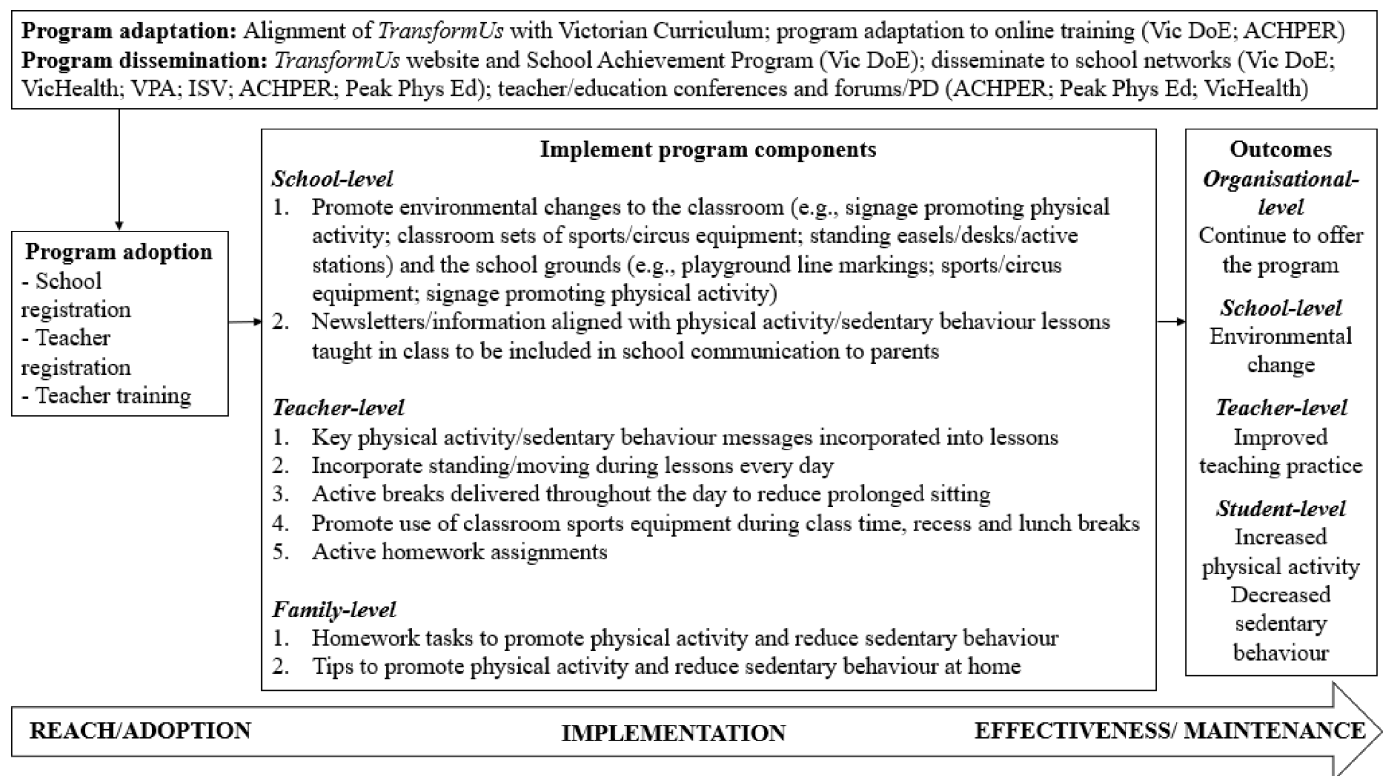 Program adaptation: Alignment of TransformUs with Victorian Curriculum; program adaptation to online training (Vic DoE; ACHPER)
Program dissemination: TransformUs website and School Achievement Program (Vic DoE); disseminate to school networks (Vic DoE;
VicHealth; VPA; ISV; ACHPER; Peak Phys Ed); teacher/education conferences and forums/PD (ACHPER; Peak Phys Ed; VicHealth)
Program adoption
- School
registration
- Teacher
registration
- Teacher training
Implement program components
School-level
1. Promote environmental changes to the classroom (e.g., signage promoting physical
activity; classroom sets of sports/circus equipment; standing easels/desks/active
stations) and the school grounds (e.g., playground line markings; sports/circus
equipment; signage promoting physical activity)
2. Newsletters/information aligned with physical activity/sedentary behaviour lessons
taught in class to be included in school communication to parents
Teacher-level
1. Key physical activity/sedentary behaviour messages incorporated into lessons
2. Incorporate standing/moving during lessons every day
3. Active breaks delivered throughout the day to reduce prolonged sitting
4. Promote use of classroom sports equipment during class time, recess and lunch breaks
5. Active homework assignments
Family-level
1. Homework tasks to promote physical activity and reduce sedentary behaviour
2. Tips to promote physical activity and reduce sedentary behaviour at home
Outcomes
Organisational-
level
Continue to offer
the program
School-level
Environmental
change
Teacher-level
Improved
teaching practice
Student-level
Increased
physical activity
Decreased
sedentary
behaviour
REACH/ADOPTION
IMPLEMENTATION
EFFECTIVENESS/ MAINTENANCE